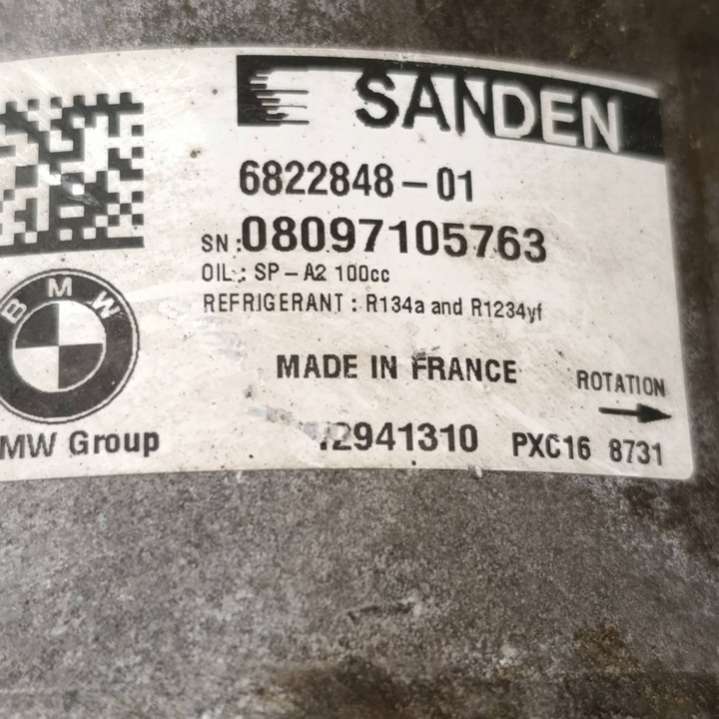 SANDEN
6822848-01
SN:08097105763
OIL: SP-A2 100cc
REFRIGERANT: R134a and R1234yf
BMW
MADE IN FRANCE
ROTATION
MW Group
PXC16 8731